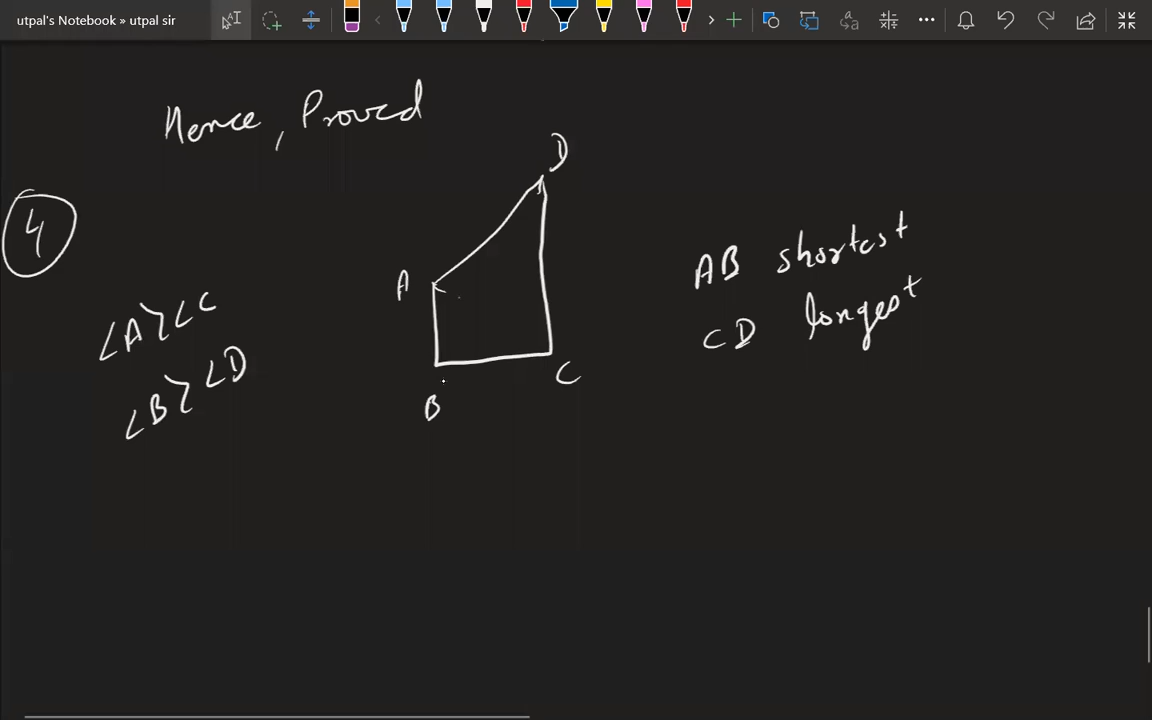 utpal's Notebook » utpal sir
Hence, Proved
4
D
A
B
C
∠A > ∠C
∠B > ∠D
AB shortest
CD longest